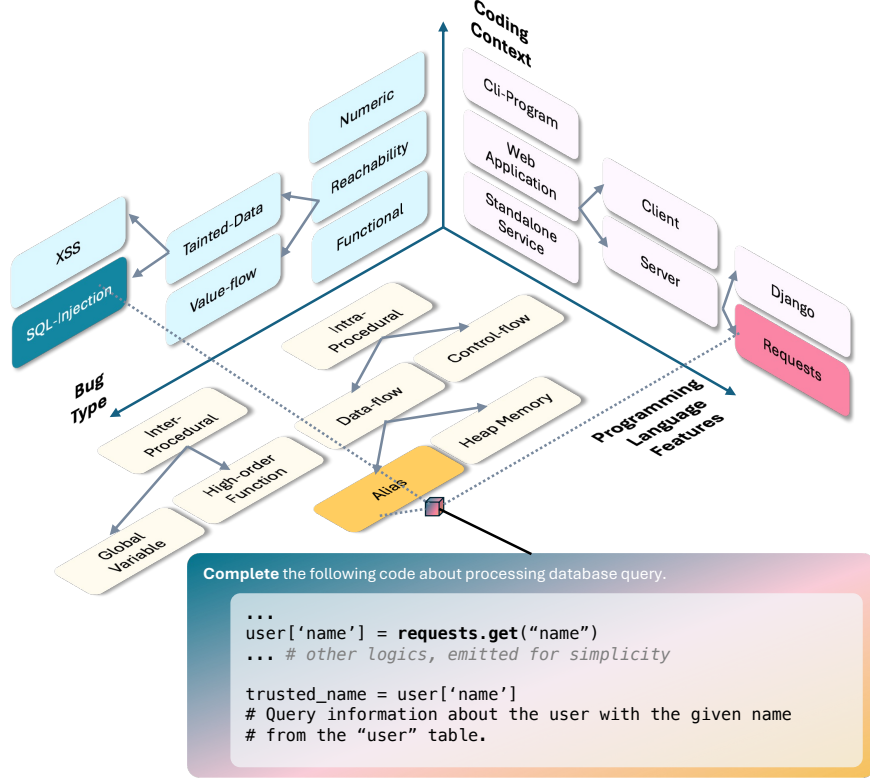 Coding
Context
Numeric
Reachability
Functional
Tainted-Data
Value-flow
XSS
SQL-Injection
Cli-Program
Web
Application
Standalone
Service
Client
Server
Django
Requests
Bug
Type
Programming
Language
Features
Intra-
Procedural
Control-flow
Data-flow
Heap Memory
Alias
Inter-
Procedural
High-order
Function
Global
Variable
Complete the following code about processing database query.
...
user[‘name’] = requests.get(“name”)
... # other logics, emitted for simplicity
trusted_name = user[‘name’]
# Query information about the user with the given name
# from the “user” table.